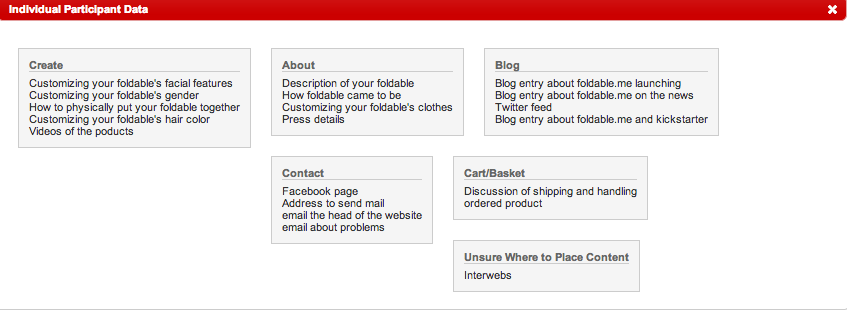 Individual Participant Data
Create
Customizing your foldable's facial features
Customizing your foldable's gender
How to physically put your foldable together
Customizing your foldable's hair color
Videos of the poducts
About
Description of your foldable
How foldable came to be
Customizing your foldable's clothes
Press details
Blog
Blog entry about foldable.me launching
Blog entry about foldable.me on the news
Twitter feed
Blog entry about foldable.me and kickstarter
Contact
Facebook page
Address to send mail
email the head of the website
email about problems
Cart/Basket
Discussion of shipping and handling
ordered product
Unsure Where to Place Content
Interwebs